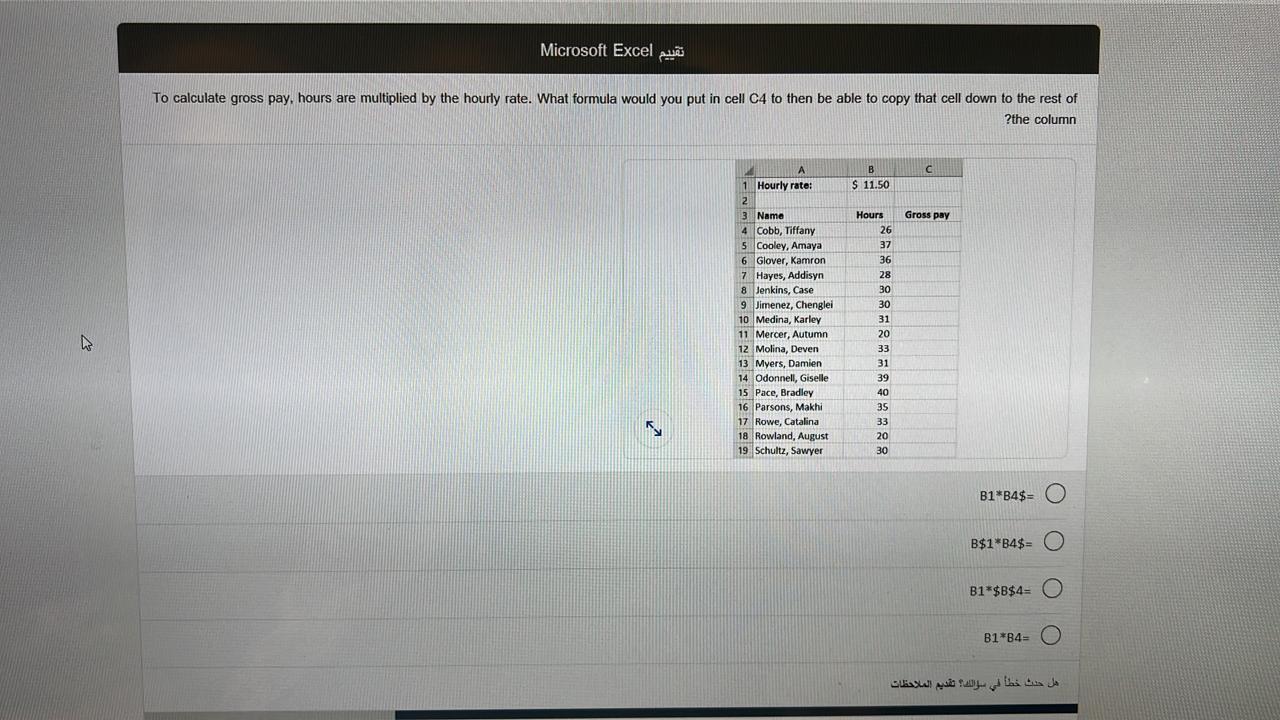 Microsoft Excel تقييم
To calculate gross pay, hours are multiplied by the hourly rate. What formula would you put in cell C4 to then be able to copy that cell down to the rest of
?the column
A B C
1 Hourly rate: $ 11.50
2
3 Name Hours Gross pay
4 Cobb, Tiffany 26
5 Cooley, Amaya 37
6 Glover, Kamron 36
7 Hayes, Addisyn 28
8 Jenkins, Case 30
9 Jimenez, Chenglei 30
10 Medina, Karley 31
11 Mercer, Autumn 20
12 Molina, Deven 33
13 Myers, Damien 31
14 Odonnell, Giselle 39
15 Pace, Bradley 40
16 Parsons, Makhi 35
17 Rowe, Catalina 33
18 Rowland, August 20
19 Schultz, Sawyer 30
B1*B4$=
B$1*B4$=
B1*$B$4=
B1*B4=
هل حدث خطأ في سؤالك؟ تقديم الملاحظات